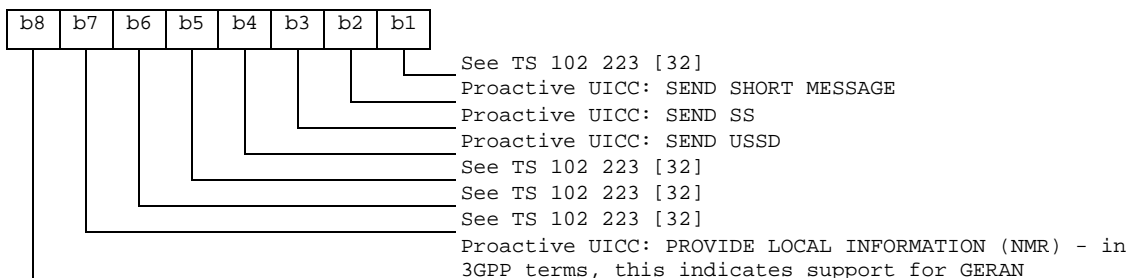 b8 b7 b6 b5 b4 b3 b2 b1
See TS 102 223 [32]
Proactive UICC: SEND SHORT MESSAGE
Proactive UICC: SEND SS
Proactive UICC: SEND USSD
See TS 102 223 [32]
See TS 102 223 [32]
See TS 102 223 [32]
Proactive UICC: PROVIDE LOCAL INFORMATION (NMR) - in
3GPP terms, this indicates support for GERAN